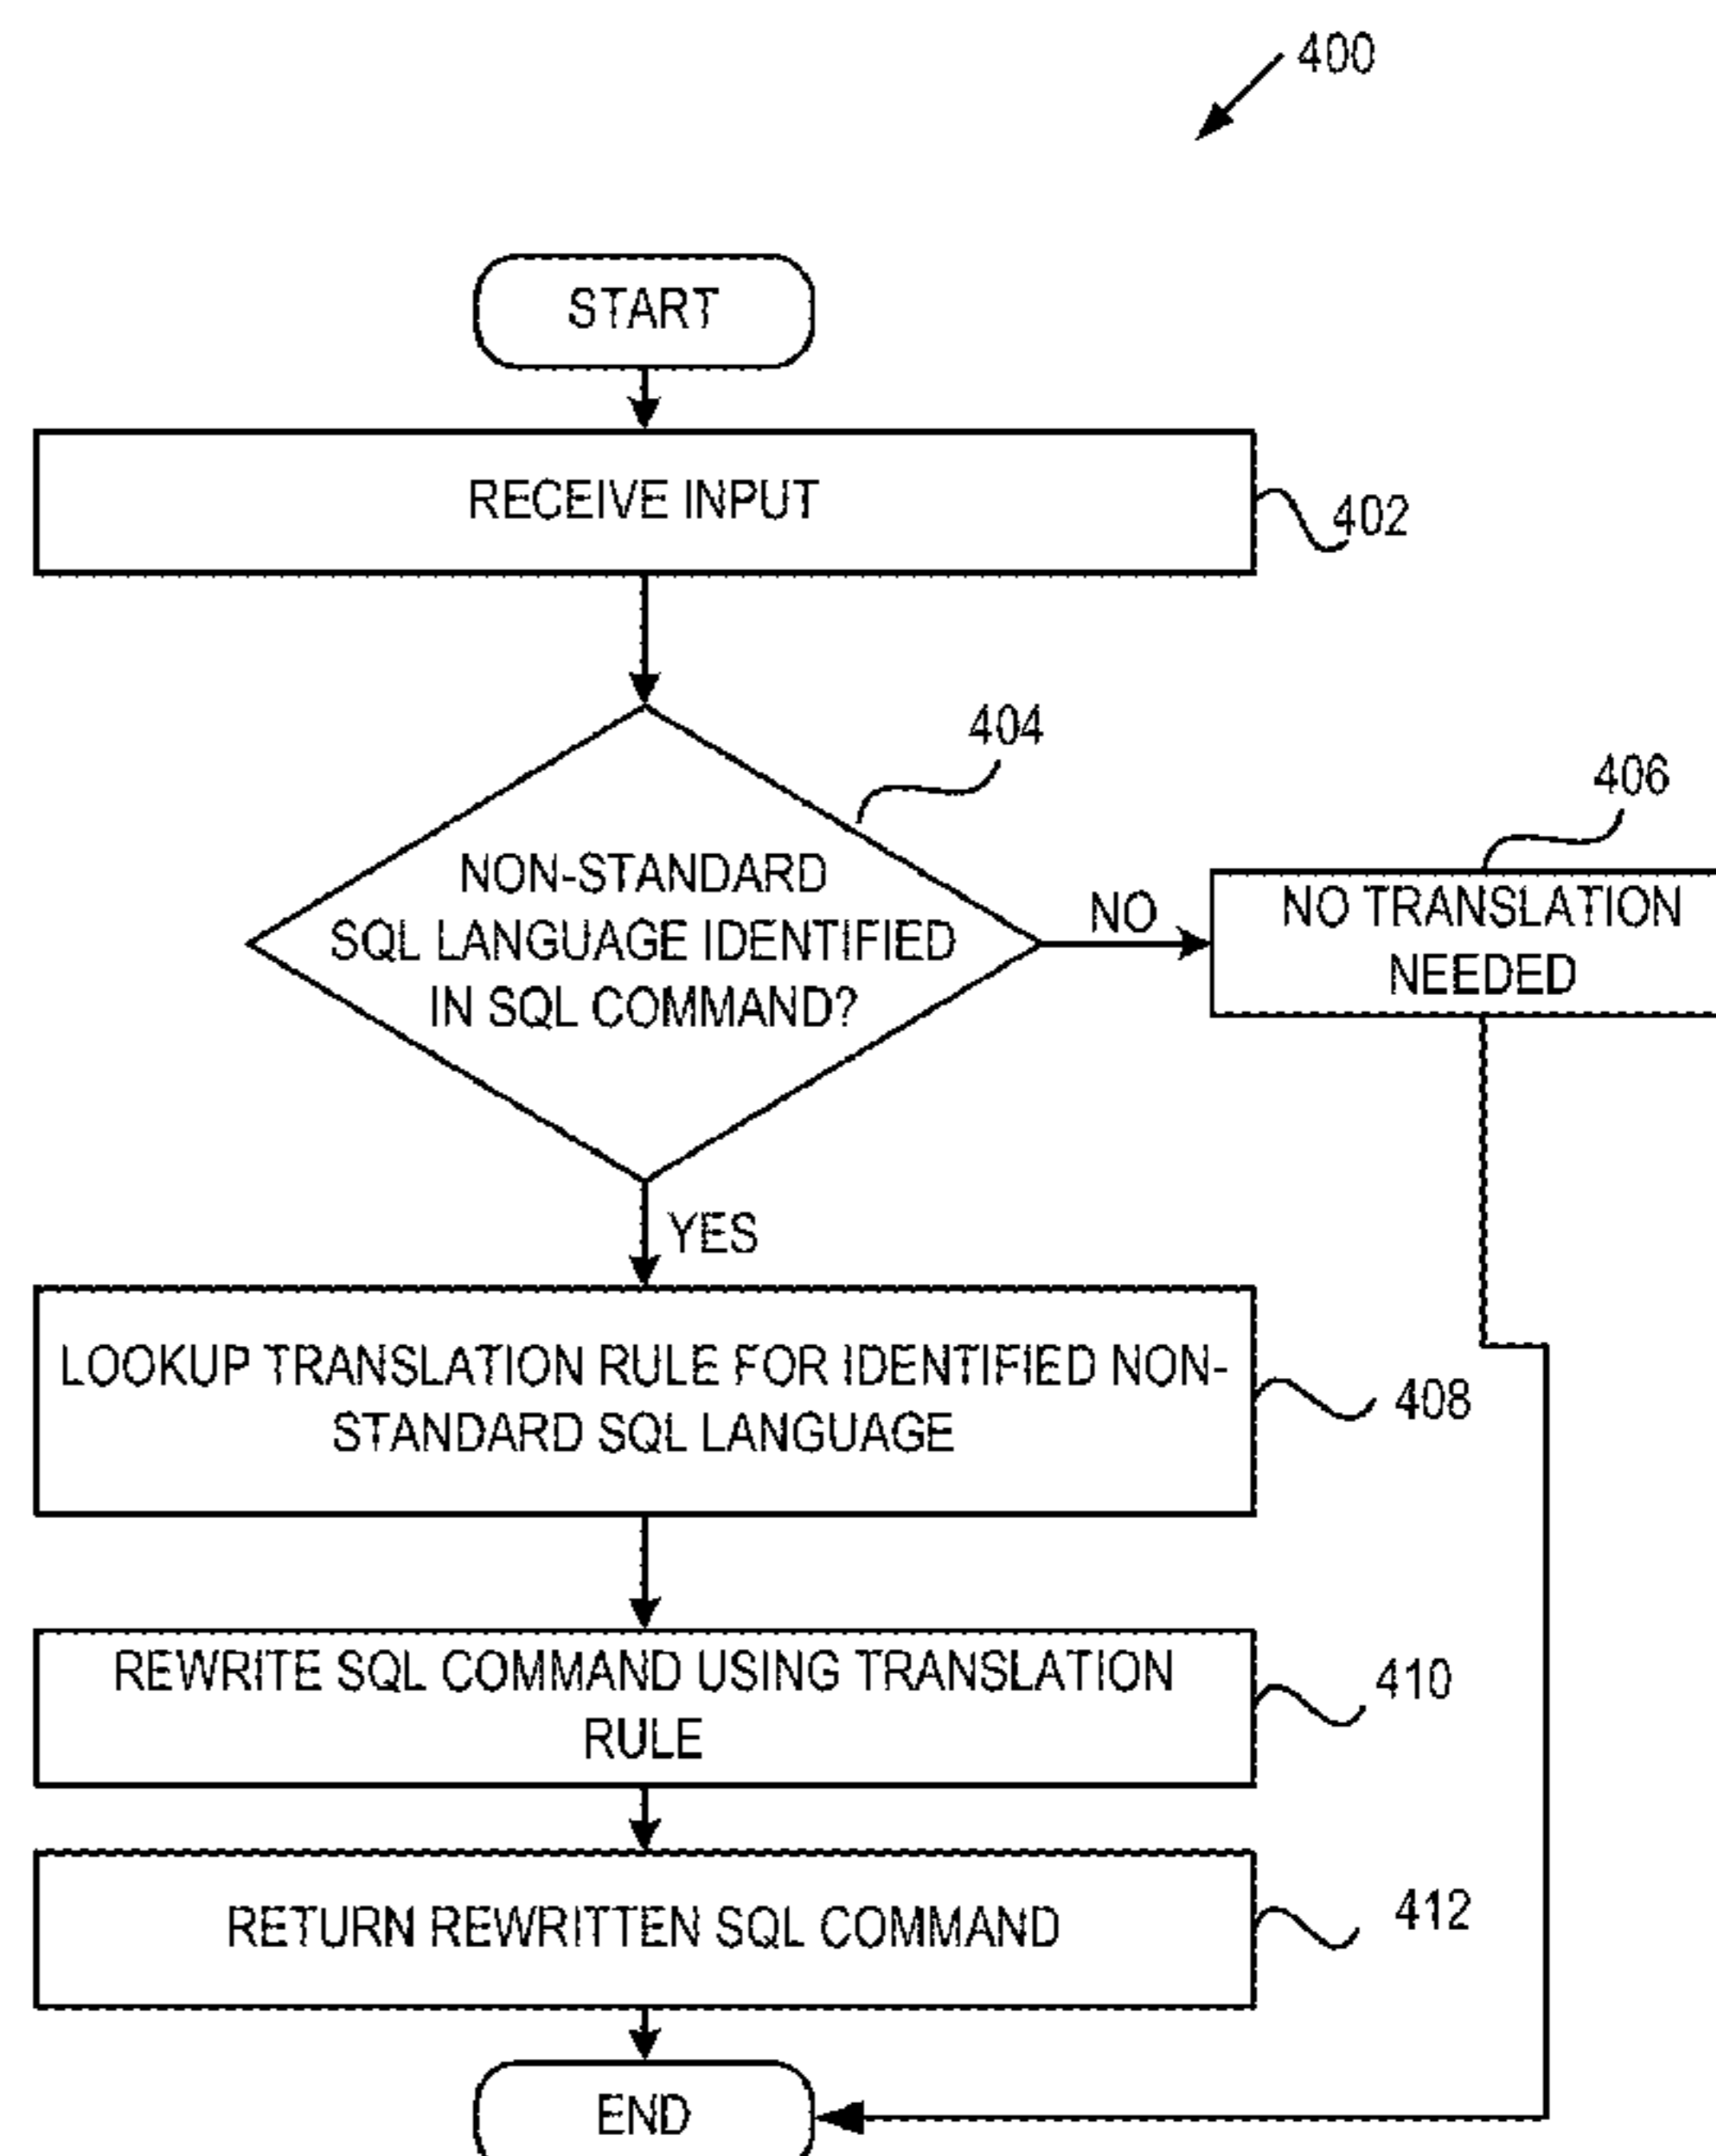 400
START
RECEIVE INPUT
402
404
NON-STANDARD
SQL LANGUAGE IDENTIFIED
IN SQL COMMAND?
NO
406
NO TRANSLATION
NEEDED
YES
LOOKUP TRANSLATION RULE FOR IDENTIFIED NON-
STANDARD SQL LANGUAGE
408
REWRITE SQL COMMAND USING TRANSLATION
RULE
410
RETURN REWRITTEN SQL COMMAND
412
END